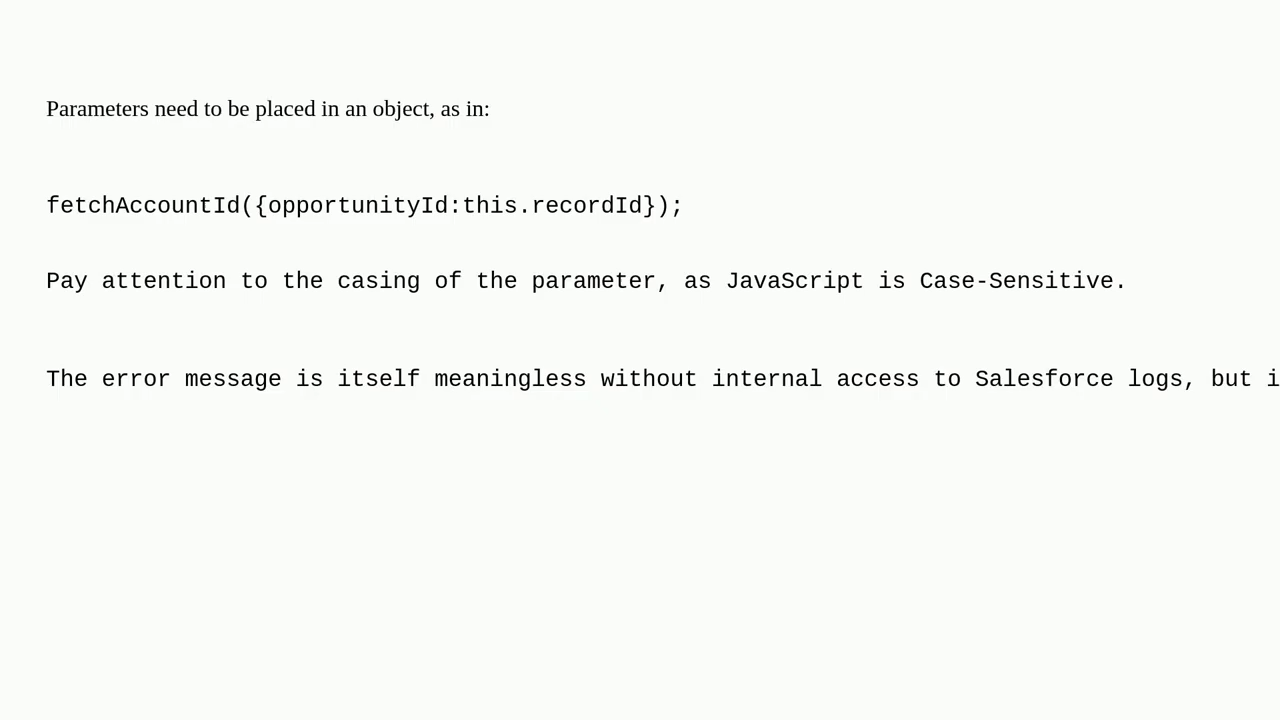 Parameters need to be placed in an object, as in:
fetchAccountId({opportunityId:this.recordId});
Pay attention to the casing of the parameter, as JavaScript is Case-Sensitive.
The error message is itself meaningless without internal access to Salesforce logs, but